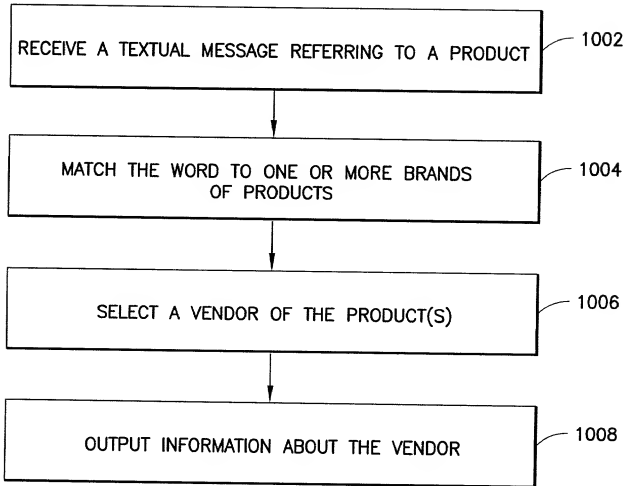 RECEIVE A TEXTUAL MESSAGE REFERRING TO A PRODUCT
1002
MATCH THE WORD TO ONE OR MORE BRANDS
OF PRODUCTS
1004
SELECT A VENDOR OF THE PRODUCT(S)
1006
OUTPUT INFORMATION ABOUT THE VENDOR
1008